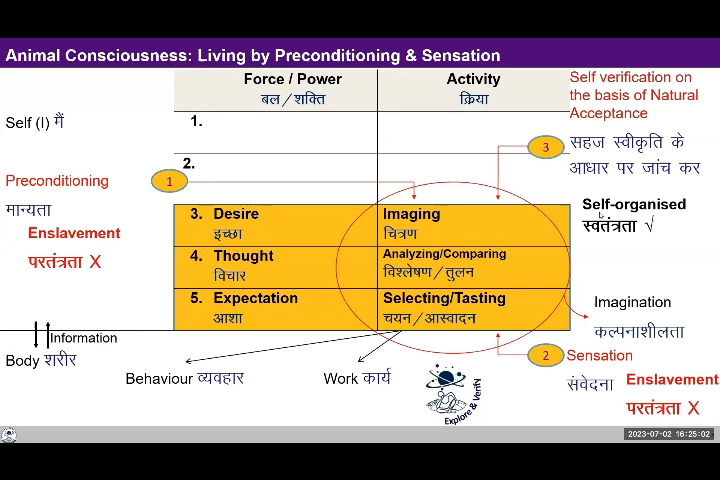 Animal Consciousness: Living by Preconditioning & Sensation
Force / Power
बल / शक्ति
Activity
क्रिया
Self verification on
the basis of Natural
Acceptance
सहज स्वीकृति के
आधार पर जांच कर
Self (I) मैं
1.
2.
3
Preconditioning
मान्यता
1
Enslavement
परतंत्रता X
Self-organised
स्वतंत्रता √
3. Desire
इच्छा
Imaging
चित्रण
4. Thought
विचार
Analyzing/Comparing
विश्लेषण / तुलन
5. Expectation
आशा
Selecting/Tasting
चयन / आस्वादन
Imagination
कल्पनाशीलता
Information
Body शरीर
Behaviour व्यवहार
Work कार्य
2
Sensation
संवेदना
Enslavement
परतंत्रता X
Explore & Verify
2023-07-02 16:25:02